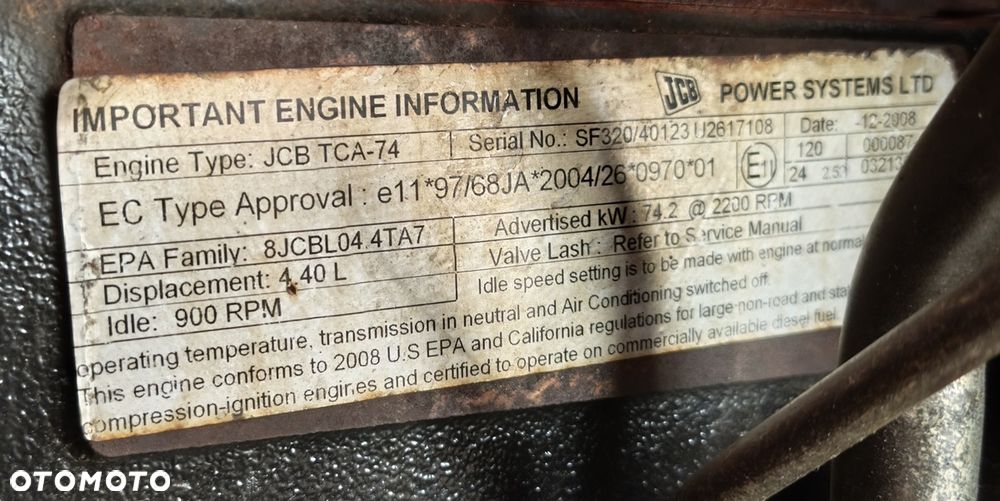 IMPORTANT ENGINE INFORMATION JCB POWER SYSTEMS LTD
Engine Type: JCB TCA-74 Serial No.: SF320/40123 U2617108 Date: -12-2008
EC Type Approval : e11*97/68JA*2004/26*0970*01 E11 120 000087
24 0321
EPA Family: 8JCBL04.4TA7 Advertised kW : 74.2 @ 2200 RPM
Displacement: 4.40 L Valve Lash : Refer to Service Manual
Idle: 900 RPM Idle speed setting is to be made with engine at normal
operating temperature, transmission in neutral and Air Conditioning switched off.
This engine conforms to 2008 U.S EPA and California regulations for large non-road and
compression-ignition engines and certified to operate on commercially available diesel fuel.
OTOMOTO